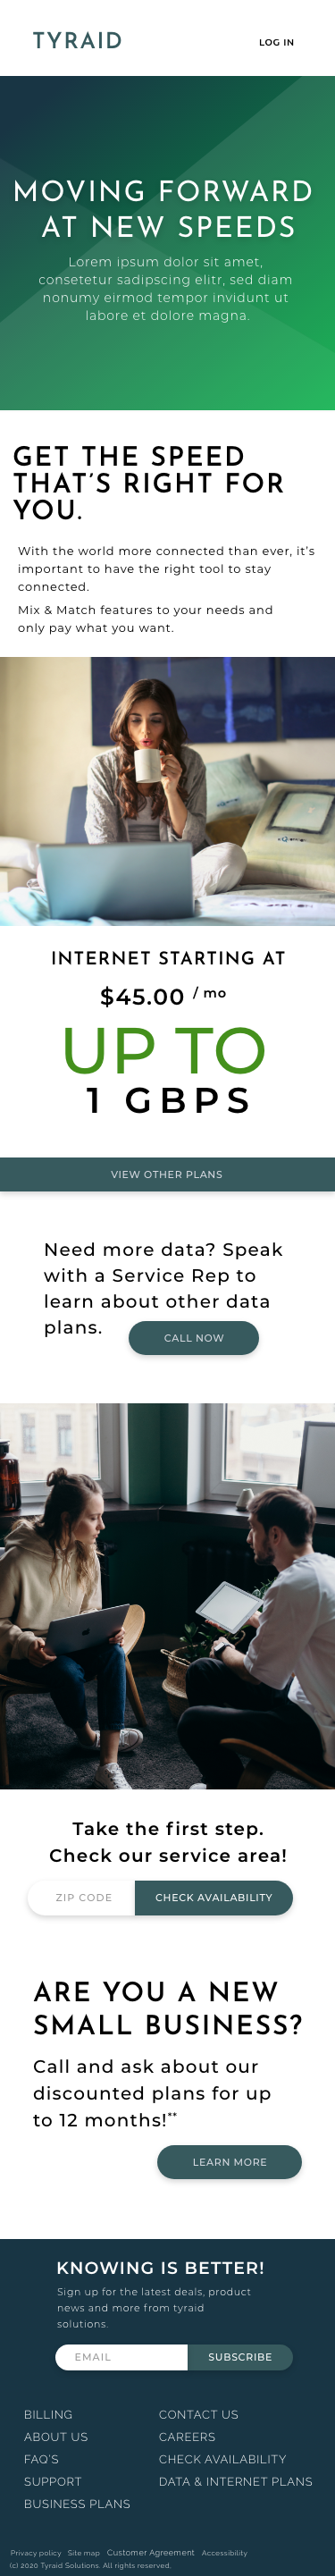 TYRAID
LOG IN
MOVING FORWARD
AT NEW SPEEDS
Lorem ipsum dolor sit amet,
consetetur sadipscing elitr, sed diam
nonumy eirmod tempor invidunt ut
labore et dolore magna.
GET THE SPEED
THAT'S RIGHT FOR
YOU.
With the world more connected than ever, it's
important to have the right tool to stay
connected.
Mix & Match features to your needs and
only pay what you want.
INTERNET STARTING AT
$45.00 / mo
UP TO
1 GBPS
VIEW OTHER PLANS
Need more data? Speak
with a Service Rep to
learn about other data
plans.
CALL NOW
Take the first step.
Check our service area!
ZIP CODE CHECK AVAILABILITY
ARE YOU A NEW
SMALL BUSINESS?
Call and ask about our
discounted plans for up
to 12 months!**
LEARN MORE
KNOWING IS BETTER!
Sign up for the latest deals, product
news and more from tyraid
solutions.
EMAIL SUBSCRIBE
BILLING
ABOUT US
FAQ'S
SUPPORT
BUSINESS PLANS
CONTACT US
CAREERS
CHECK AVAILABILITY
DATA & INTERNET PLANS
Privacy policy Site map Customer Agreement Accessibility
(c) 2020 Tyraid Solutions. All rights reserved.